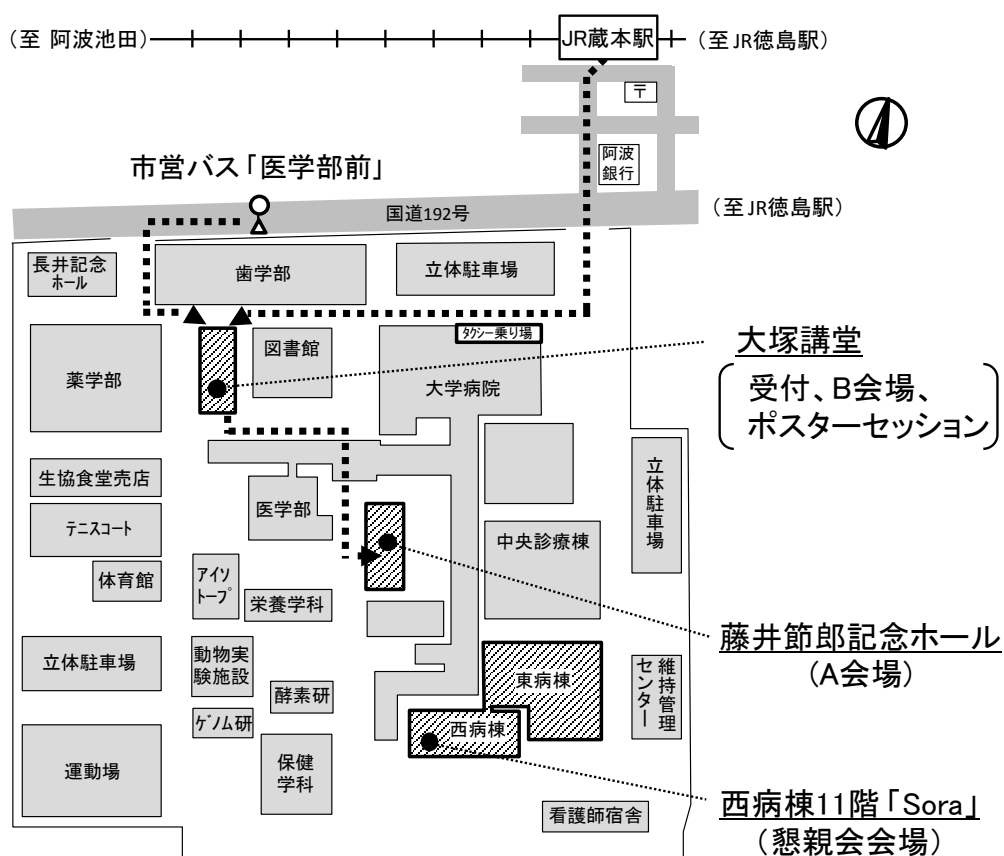 (至 阿波池田)
JR蔵本駅
(至JR徳島駅)
〒
阿波
銀行
市営バス「医学部前」
国道192号
(至JR徳島駅)
長井記念
ホール
歯学部
立体駐車場
タクシー乗り場
薬学部
図書館
大学病院
大塚講堂
受付、B会場、
ポスターセッション
生協食堂売店
医学部
立体駐車場
テニスコート
中央診療棟
体育館
アイソ
トープ
栄養学科
藤井節郎記念ホール
(A会場)
立体駐車場
動物実
験施設
東病棟
維持管理
センター
酵素研
ゲノム研
西病棟
運動場
保健
学科
看護師宿舎
西病棟11階「Sora」
(懇親会会場)